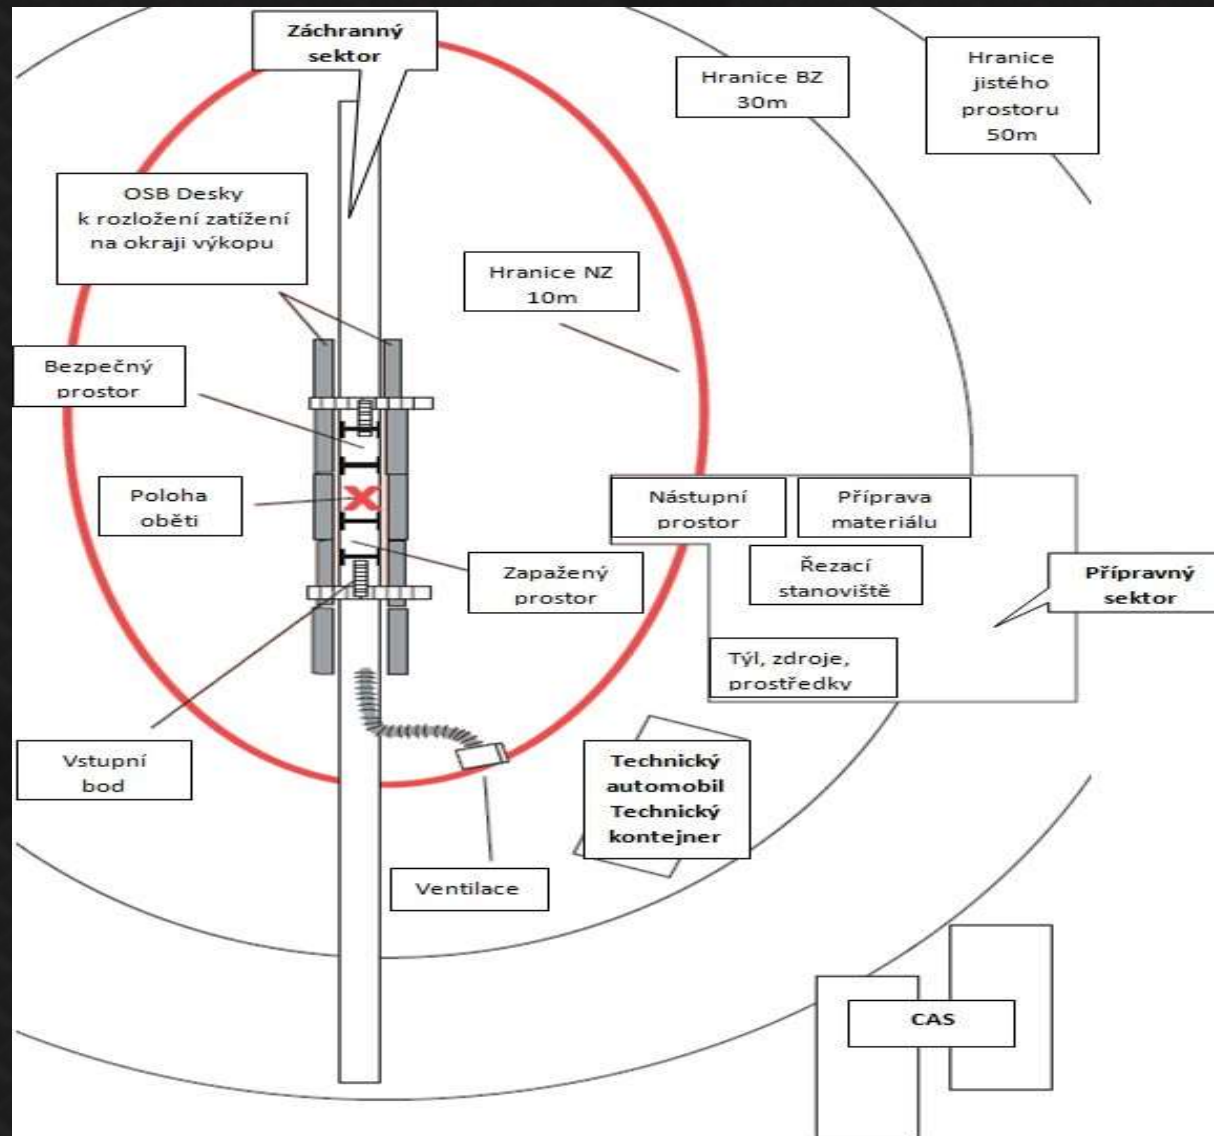 Záchranný
sektor
Hranice BZ
30m
Hranice
jistého
prostoru
50m
OSB Desky
k rozložení zatížení
na okraji výkopu
Hranice NZ
10m
Bezpečný
prostor
Poloha
oběti
Nástupní
prostor
Příprava
materiálu
Řezací
stanoviště
Zapažený
prostor
Přípravný
sektor
Týl, zdroje,
prostředky
Vstupní
bod
Technický
automobil
Technický
kontejner
Ventilace
CAS